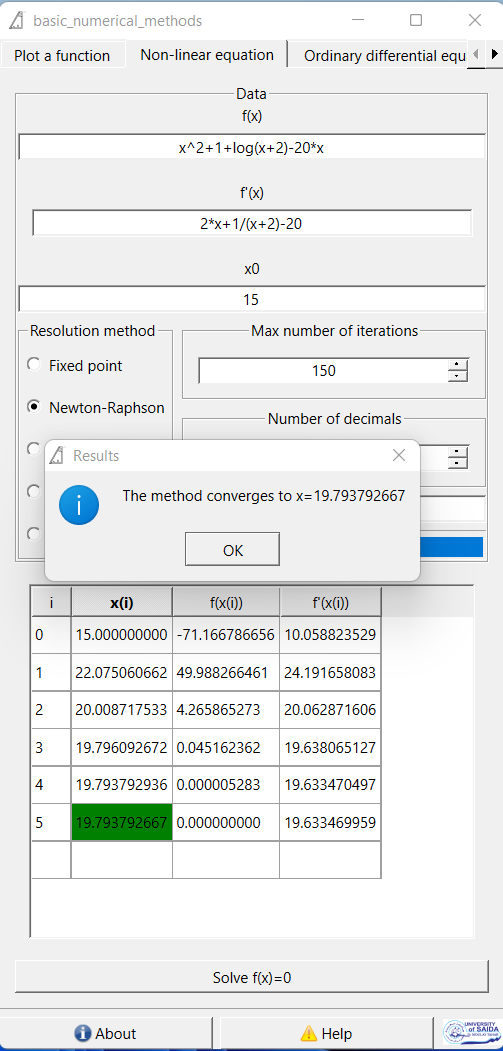 basic_numerical_methods
Plot a function
Non-linear equation
Ordinary differential equ
Data
f(x)
x^2+1+log(x+2)-20*x
f'(x)
2*x+1/(x+2)-20
x0
15
Resolution method
Max number of iterations
Fixed point
150
Newton-Raphson
Number of decimals
Results
The method converges to x=19.793792667
OK
i x(i) f(x(i)) f'(x(i))
0 15.000000000 -71.166786656 10.058823529
1 22.075060662 49.988266461 24.191658083
2 20.008717533 4.265865273 20.062871606
3 19.796092672 0.045162362 19.638065127
4 19.793792936 0.000005283 19.633470497
5 19.793792667 0.000000000 19.633469959
Solve f(x)=0
About
Help
UNIVERSITY
of SAIDA